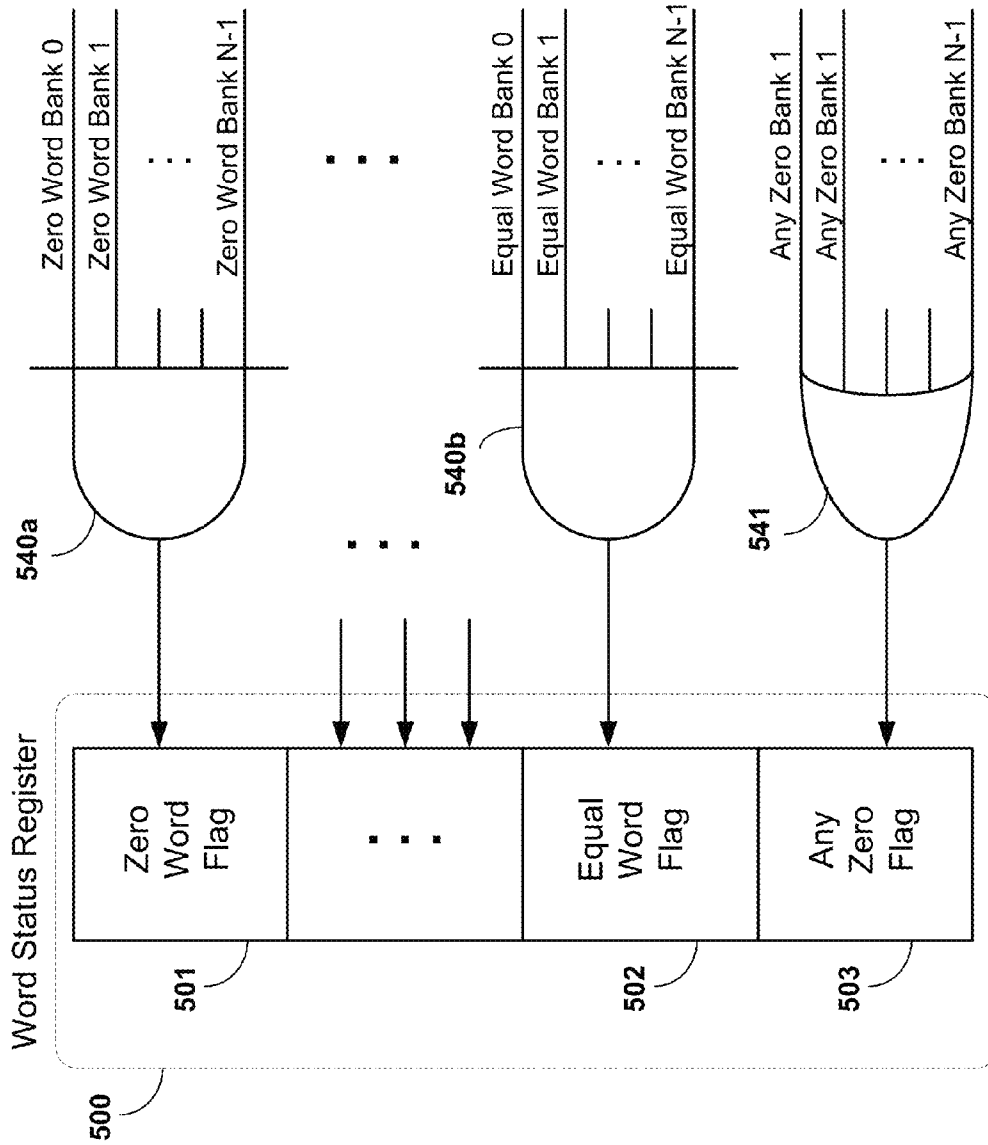 Word Status Register
500
Zero
Word
Flag
501
. . .
Equal
Word
Flag
502
Any
Zero
Flag
503
540a
. . .
540b
541
Zero Word Bank 0
Zero Word Bank 1
. . .
Zero Word Bank N-1
. . .
Equal Word Bank 0
Equal Word Bank 1
. . .
Equal Word Bank N-1
Any Zero Bank 1
Any Zero Bank 1
. . .
Any Zero Bank N-1